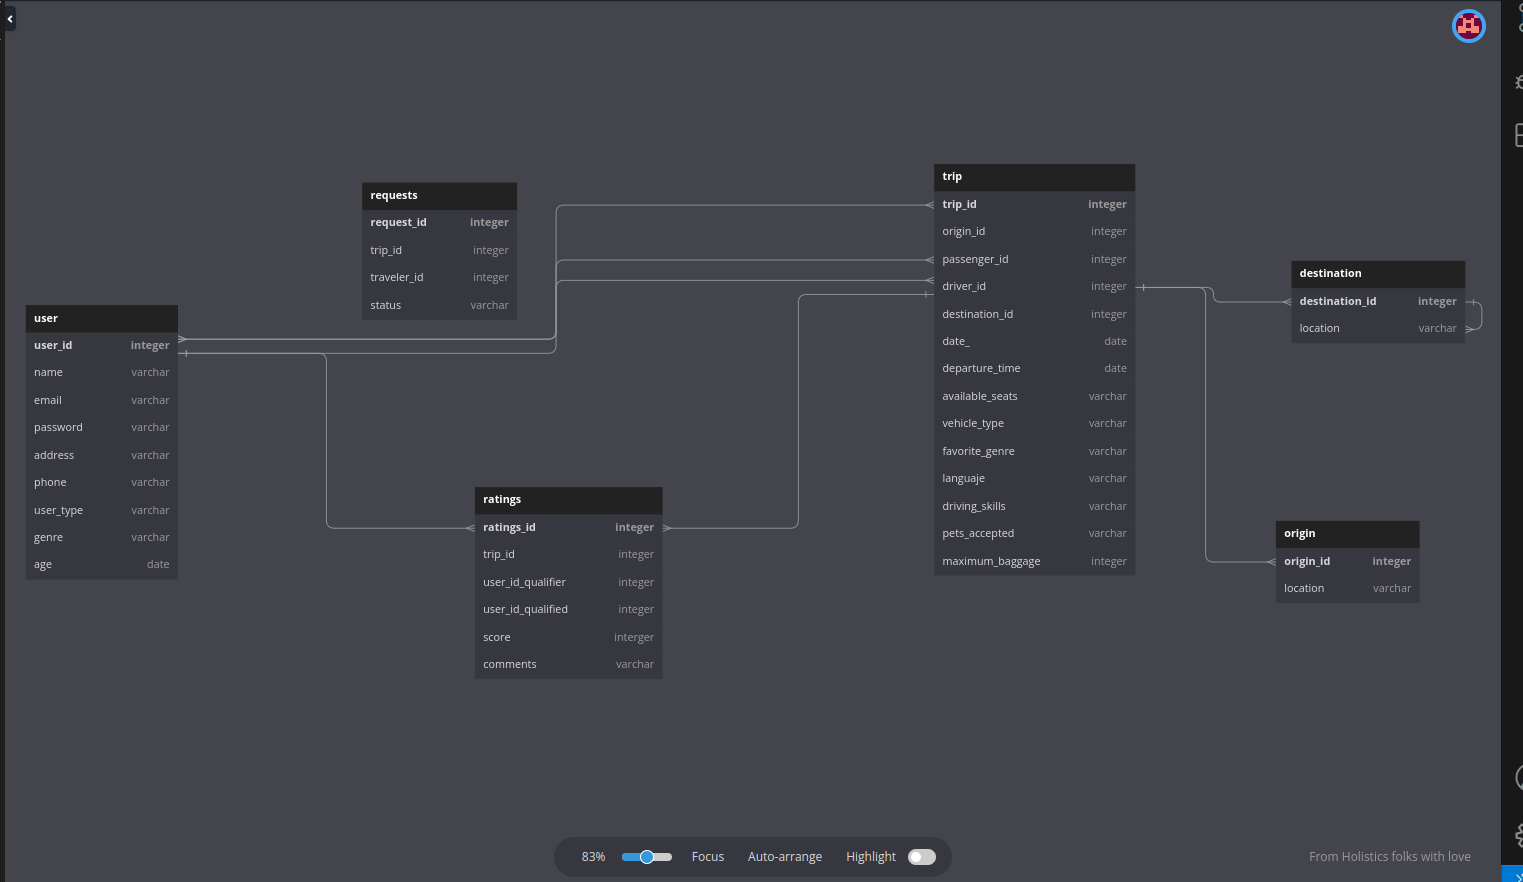 requests
request_id integer
trip_id integer
traveler_id integer
status varchar
user
user_id integer
name varchar
email varchar
password varchar
address varchar
phone varchar
user_type varchar
genre varchar
age date
ratings
ratings_id integer
trip_id integer
user_id_qualifier integer
user_id_qualified integer
score interger
comments varchar
trip
trip_id integer
origin_id integer
passenger_id integer
driver_id integer
destination_id integer
date_ date
departure_time date
available_seats varchar
vehicle_type varchar
favorite_genre varchar
languaje varchar
driving_skills varchar
pets_accepted varchar
maximum_baggage integer
destination
destination_id integer
location varchar
origin
origin_id integer
location varchar
83% Focus Auto-arrange Highlight
From Holistics folks with love